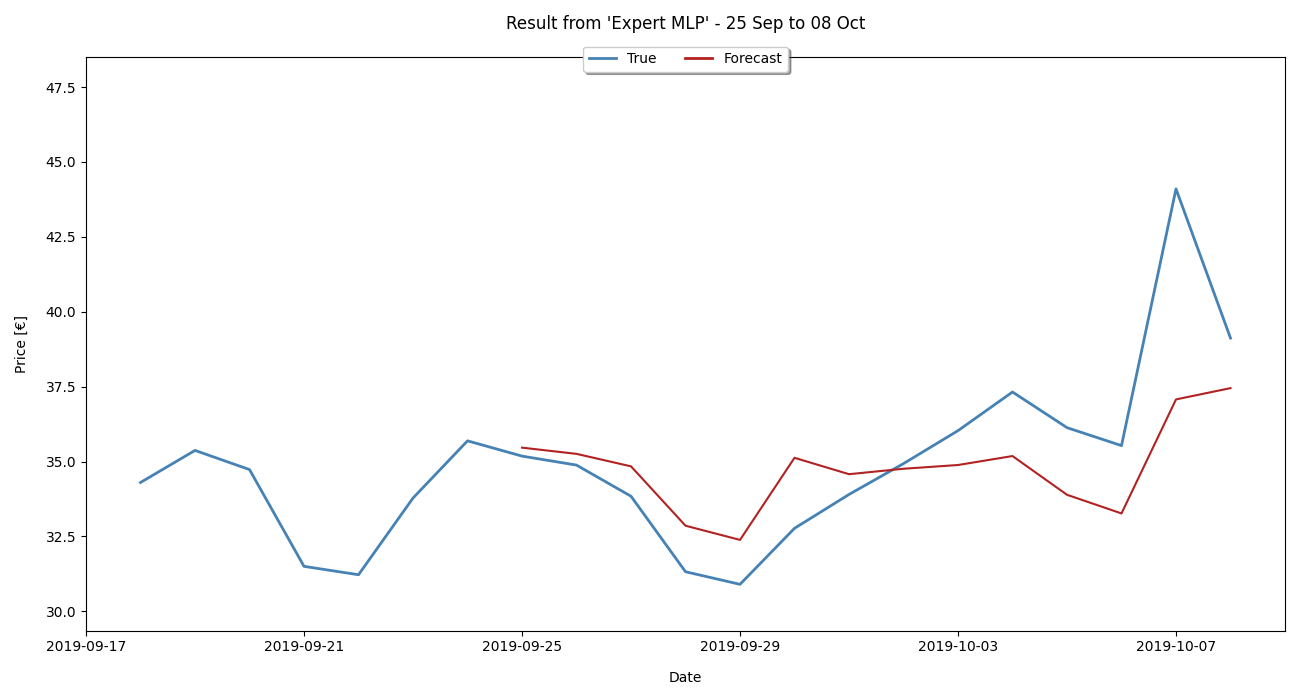 Result from 'Expert MLP' - 25 Sep to 08 Oct
True Forecast
47.5
45.0
42.5
40.0
37.5
35.0
32.5
30.0
Price [€]
2019-09-17 2019-09-21 2019-09-25 2019-09-29 2019-10-03 2019-10-07
Date